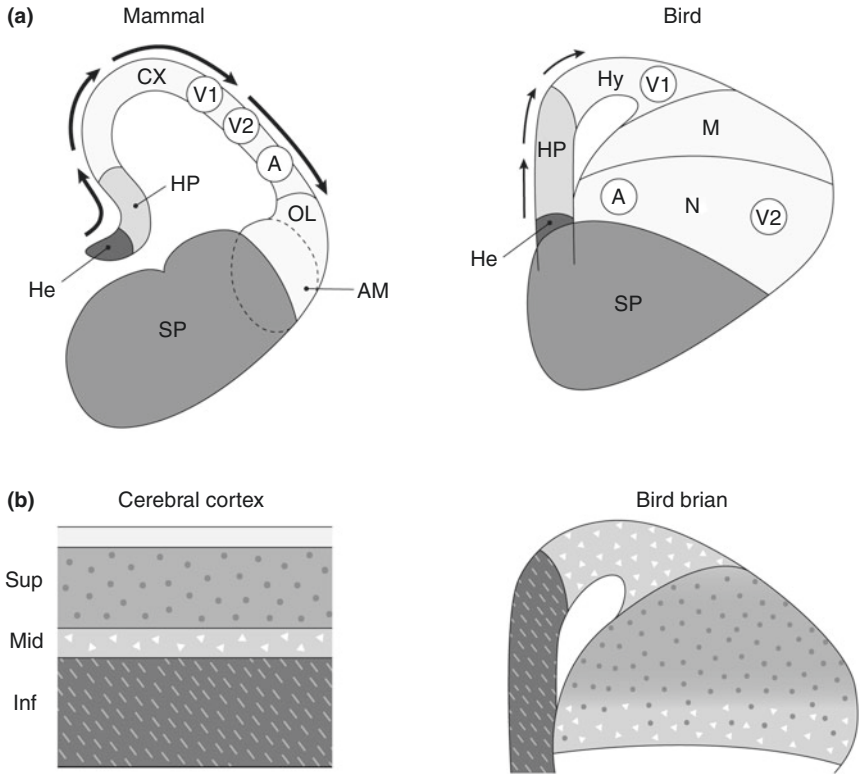 (a) Mammal Bird
CX
V1
V2
A
HP
OL
He
AM
SP
Hy
V1
M
HP
A
N
V2
He
SP
(b) Cerebral cortex Bird brian
Sup
Mid
Inf